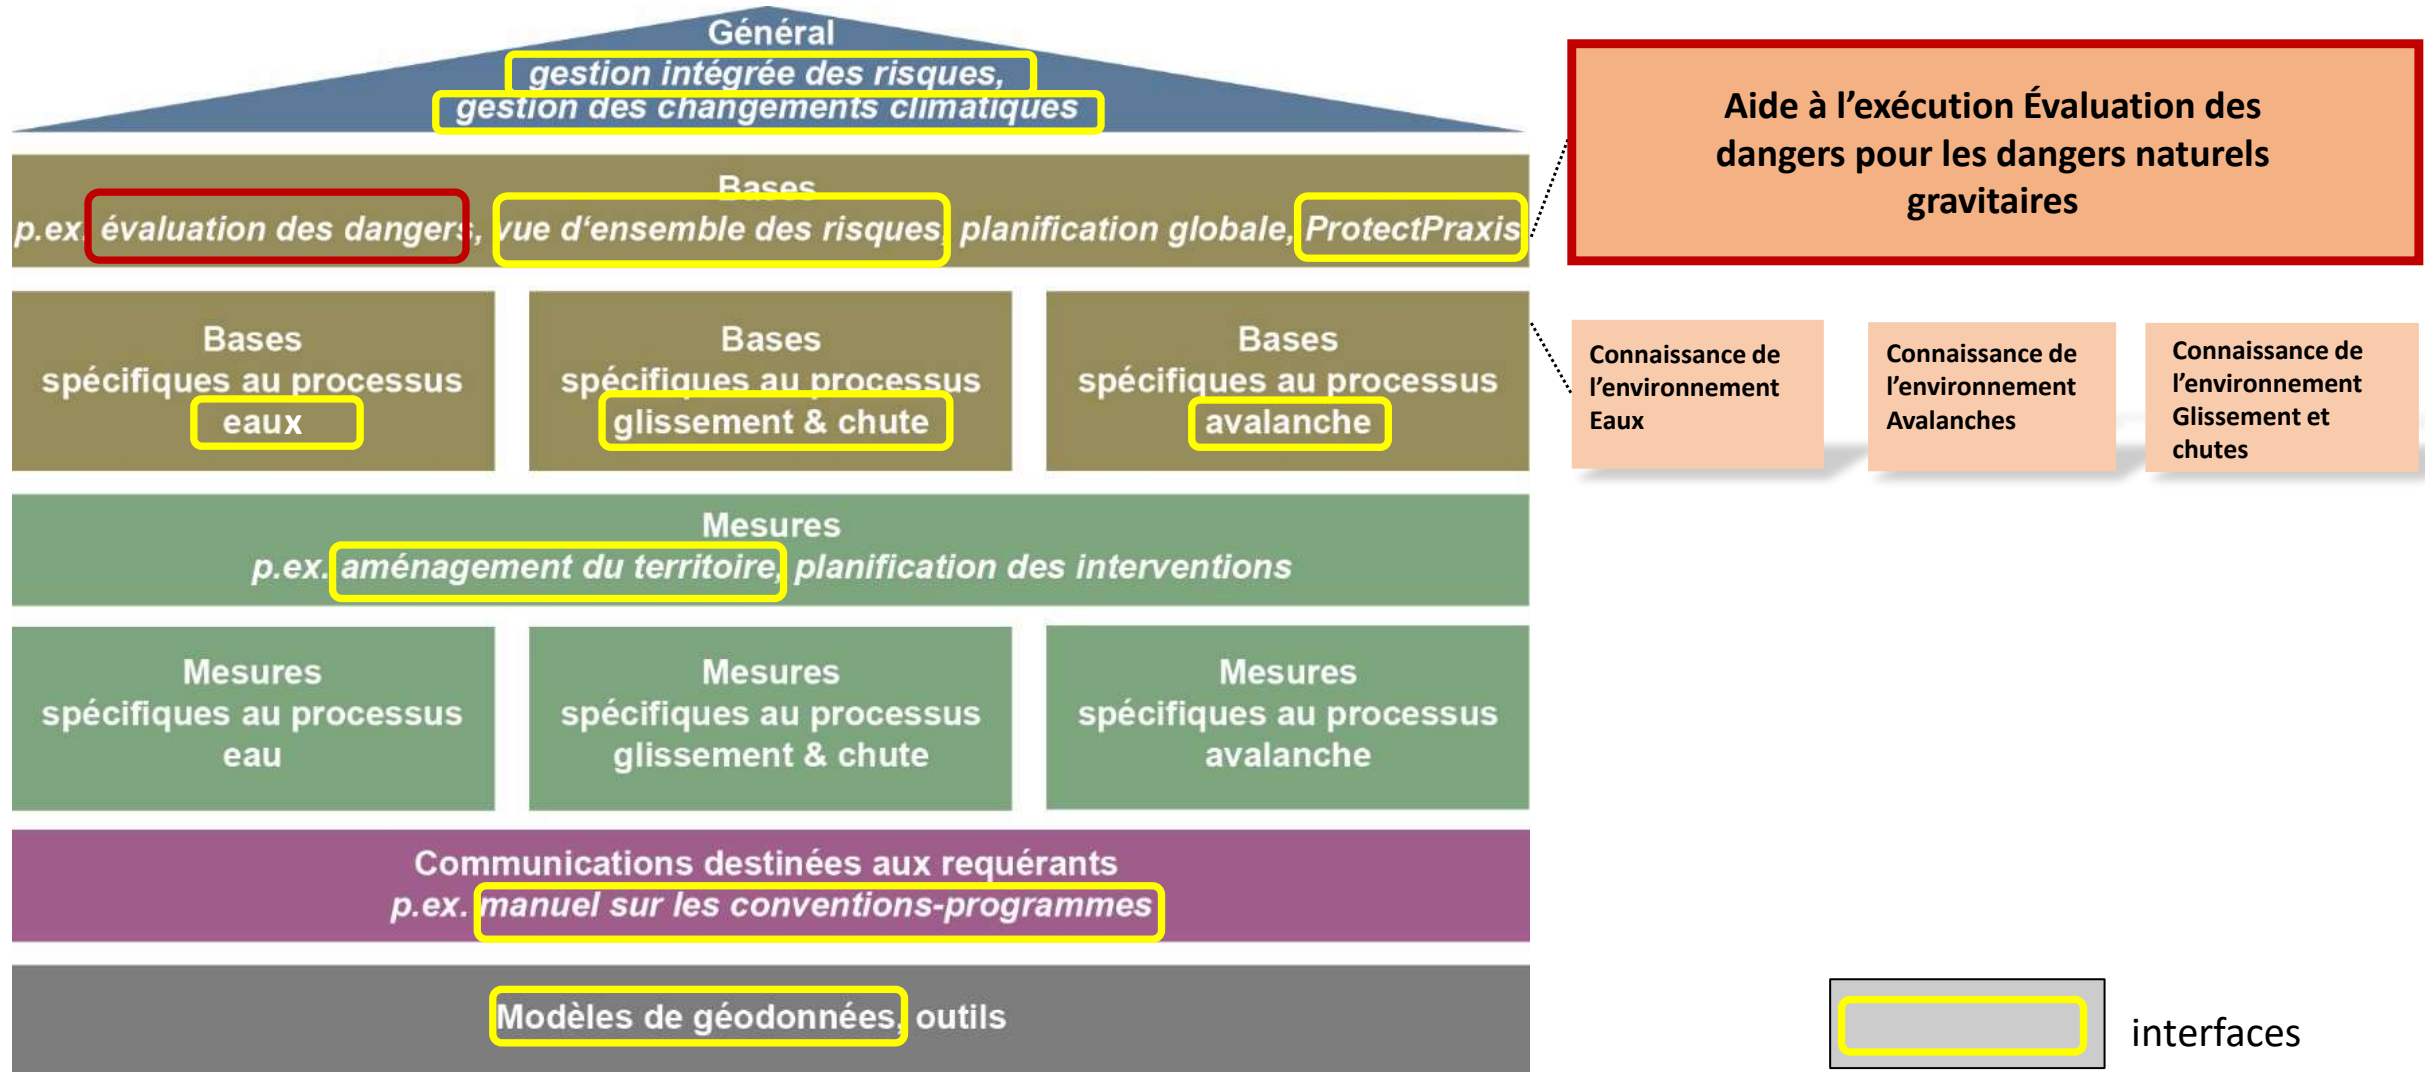 Général
gestion intégrée des risques,
gestion des changements climatiques
Bases
p.ex. évaluation des dangers, vue d'ensemble des risques, planification globale, ProtectPraxis
Bases
spécifiques au processus
eaux
Bases
spécifiques au processus
glissement & chute
Bases
spécifiques au processus
avalanche
Mesures
p.ex. aménagement du territoire, planification des interventions
Mesures
spécifiques au processus
eau
Mesures
spécifiques au processus
glissement & chute
Mesures
spécifiques au processus
avalanche
Communications destinées aux requérants
p.ex. manuel sur les conventions-programmes
Modèles de géodonnées, outils
Aide à l'exécution Évaluation des
dangers pour les dangers naturels
gravitaires
Connaissance de
l'environnement
Eaux
Connaissance de
l'environnement
Avalanches
Connaissance de
l'environnement
Glissement et
chutes
interfaces